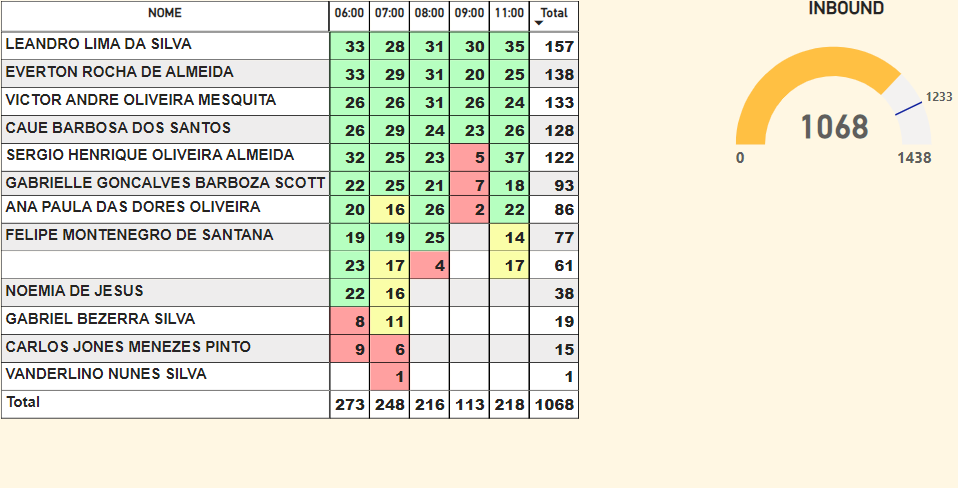 NOME 06:00 07:00 08:00 09:00 11:00 Total
LEANDRO LIMA DA SILVA 33 28 31 30 35 157
EVERTON ROCHA DE ALMEIDA 33 29 31 20 25 138
VICTOR ANDRE OLIVEIRA MESQUITA 26 26 31 26 24 133
CAUE BARBOSA DOS SANTOS 26 29 24 23 26 128
SERGIO HENRIQUE OLIVEIRA ALMEIDA 32 25 23 5 37 122
GABRIELLE GONCALVES BARBOZA SCOTT 22 25 21 7 18 93
ANA PAULA DAS DORES OLIVEIRA 20 16 26 2 22 86
FELIPE MONTENEGRO DE SANTANA 19 19 25 14 77
23 17 4 17 61
NOEMIA DE JESUS 22 16 38
GABRIEL BEZERRA SILVA 8 11 19
CARLOS JONES MENEZES PINTO 9 6 15
VANDERLINO NUNES SILVA 1 1
Total 273 248 216 113 218 1068
INBOUND
1233
1068
0 1438